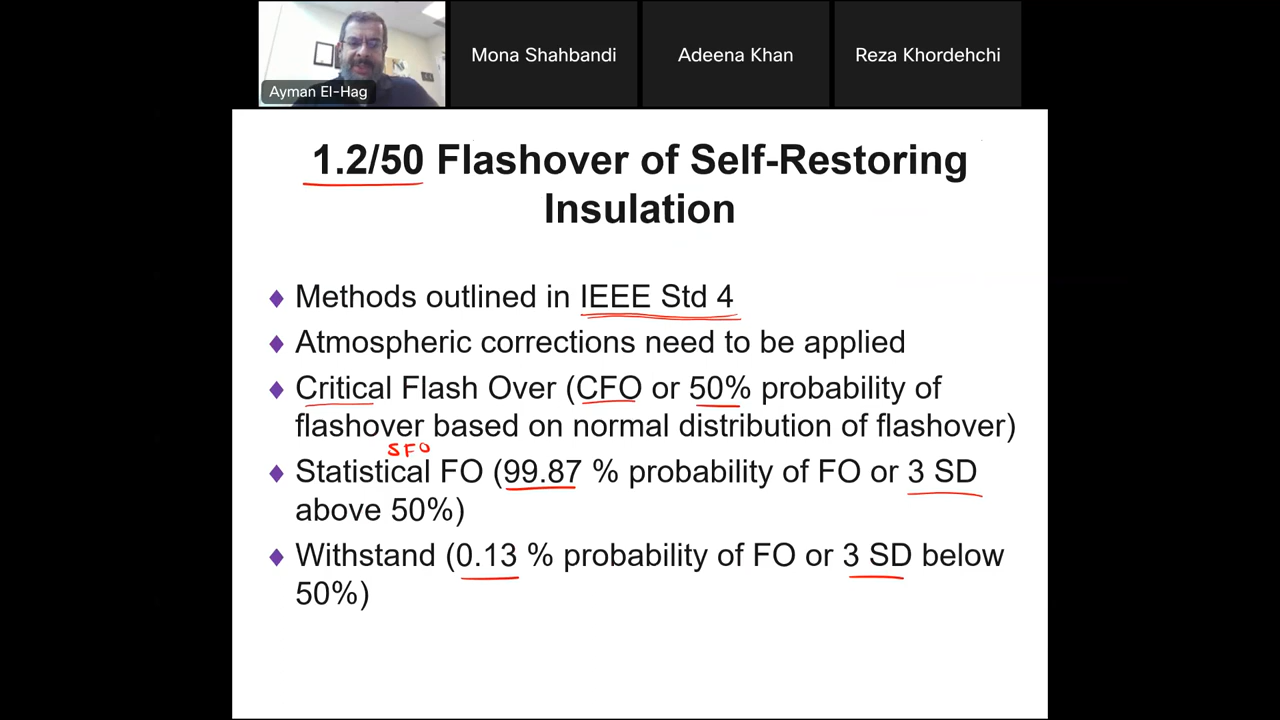 Ayman El-Hag
Mona Shahbandi
Adeena Khan
Reza Khordehchi
1.2/50 Flashover of Self-Restoring
Insulation
♦ Methods outlined in IEEE Std 4
♦ Atmospheric corrections need to be applied
♦ Critical Flash Over (CFO or 50% probability of
flashover based on normal distribution of flashover)
SFO
♦ Statistical FO (99.87 % probability of FO or 3 SD
above 50%)
♦ Withstand (0.13 % probability of FO or 3 SD below
50%)